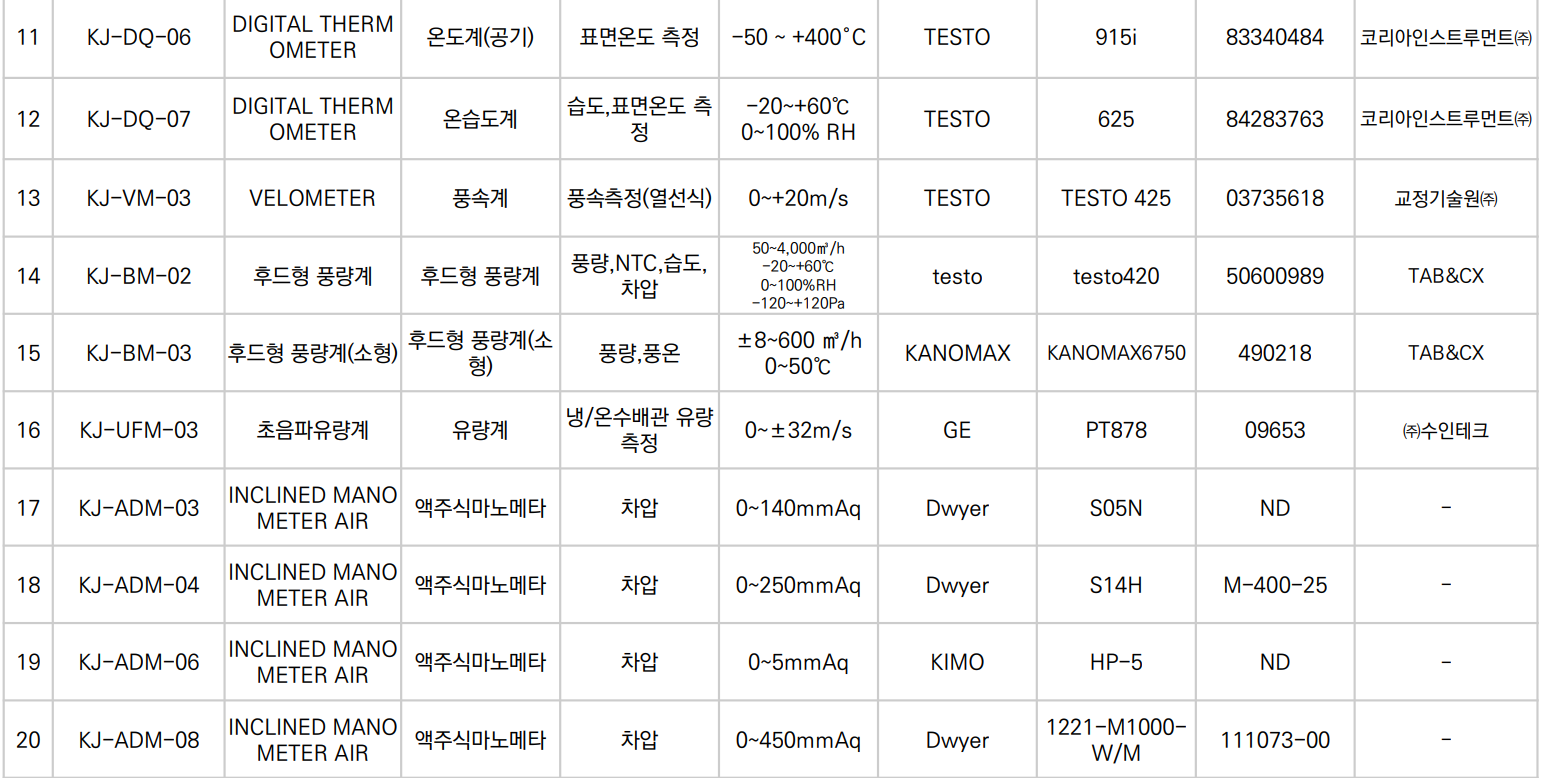 11 KJ-DQ-06 DIGITAL THERM OMETER 온도계(공기) 표면온도 측정 -50 ~ +400˚C TESTO 915i 83340484 코리아인스트루먼트㈜
12 KJ-DQ-07 DIGITAL THERM OMETER 온습도계 습도,표면온도 측정 -20~+60℃ 0~100% RH TESTO 625 84283763 코리아인스트루먼트㈜
13 KJ-VM-03 VELOMETER 풍속계 풍속측정(열선식) 0~+20m/s TESTO TESTO 425 03735618 교정기술원㈜
14 KJ-BM-02 후드형 풍량계 후드형 풍량계 풍량,NTC,습도, 차압 50~4,000㎥/h -20~+60℃ 0~100%RH -120~+120Pa testo testo420 50600989 TAB&CX
15 KJ-BM-03 후드형 풍량계(소형) 후드형 풍량계(소형) 풍량,풍온 ±8~600 ㎥/h 0~50℃ KANOMAX KANOMAX6750 490218 TAB&CX
16 KJ-UFM-03 초음파유량계 유량계 냉/온수배관 유량 측정 0~±32m/s GE PT878 09653 ㈜수인테크
17 KJ-ADM-03 INCLINED MANO METER AIR 액주식마노메타 차압 0~140mmAq Dwyer S05N ND -
18 KJ-ADM-04 INCLINED MANO METER AIR 액주식마노메타 차압 0~250mmAq Dwyer S14H M-400-25 -
19 KJ-ADM-06 INCLINED MANO METER AIR 액주식마노메타 차압 0~5mmAq KIMO HP-5 ND -
20 KJ-ADM-08 INCLINED MANO METER AIR 액주식마노메타 차압 0~450mmAq Dwyer 1221-M1000-W/M 111073-00 -